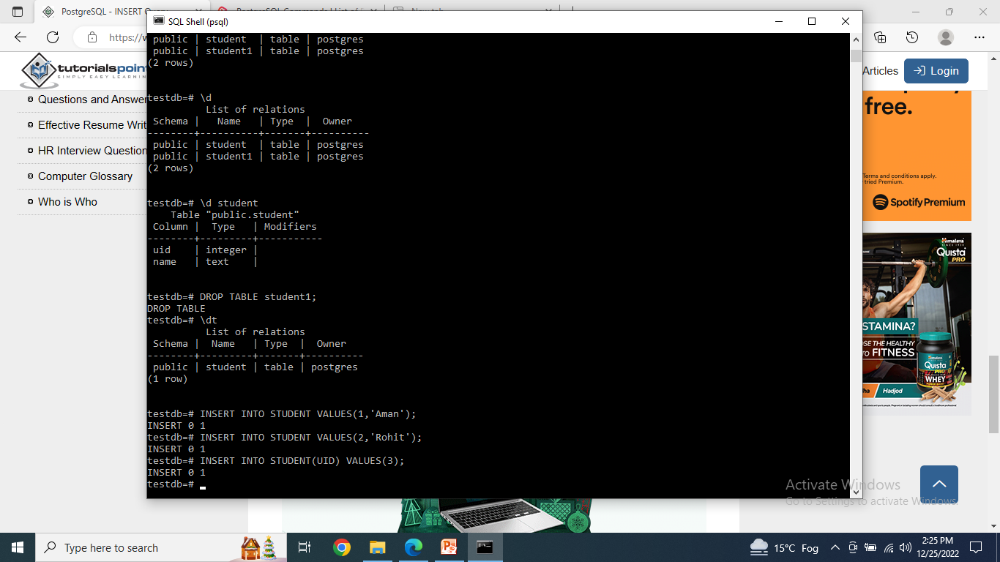 PostgreSQL - INSERT Query
SQL Shell (psql)
https://w
tutorialspoin
SIMPLY EASY LEARNIN
Articles
Login
Questions and Answer
Effective Resume Writ
HR Interview Question
Computer Glossary
Who is Who
public | student | table | postgres
public | student1 | table | postgres
(2 rows)
testdb=# \d
List of relations
Schema | Name | Type | Owner
--------+----------+-------+----------
public | student | table | postgres
public | student1 | table | postgres
(2 rows)
testdb=# \d student
Table "public.student"
Column | Type | Modifiers
--------+---------+-----------
uid | integer |
name | text |
testdb=# DROP TABLE student1;
DROP TABLE
testdb=# \dt
List of relations
Schema | Name | Type | Owner
--------+---------+-------+----------
public | student | table | postgres
(1 row)
testdb=# INSERT INTO STUDENT VALUES(1,'Aman');
INSERT 0 1
testdb=# INSERT INTO STUDENT VALUES(2,'Rohit');
INSERT 0 1
testdb=# INSERT INTO STUDENT(UID) VALUES(3);
INSERT 0 1
testdb=#
free.
Terms and conditions apply.
tried Premium.
Spotify Premium
Himalaya
SINCE 1930
Quista
PRO
STAMINA?
SE THE HEALTHY
TO FITNESS
Himalaya
Quista
PRO
WHEY
Hadjod
Activate Windows
Go to Settings to activate Windows.
Type here to search
15°C Fog
2:25 PM
12/25/2022